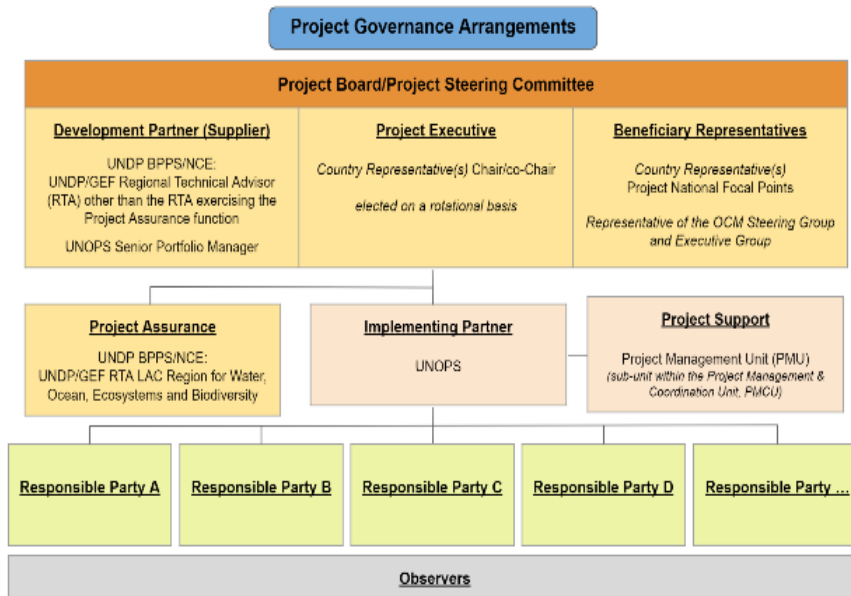 Project Governance Arrangements
Project Board/Project Steering Committee
Development Partner (Supplier)
UNDP BPPS/NCE:
UNDP/GEF Regional Technical Advisor
(RTA) other than the RTA exercising the
Project Assurance function
UNOPS Senior Portfolio Manager
Project Executive
Country Representative(s) Chair/co-Chair
elected on a rotational basis
Beneficiary Representatives
Country Representative(s)
Project National Focal Points
Representative of the OCM Steering Group
and Executive Group
Project Assurance
UNDP BPPS/NCE:
UNDP/GEF RTA LAC Region for Water,
Ocean, Ecosystems and Biodiversity
Implementing Partner
UNOPS
Project Support
Project Management Unit (PMU)
(sub-unit within the Project Management &
Coordination Unit, PMCU)
Responsible Party A
Responsible Party B
Responsible Party C
Responsible Party D
Responsible Party ...
Observers